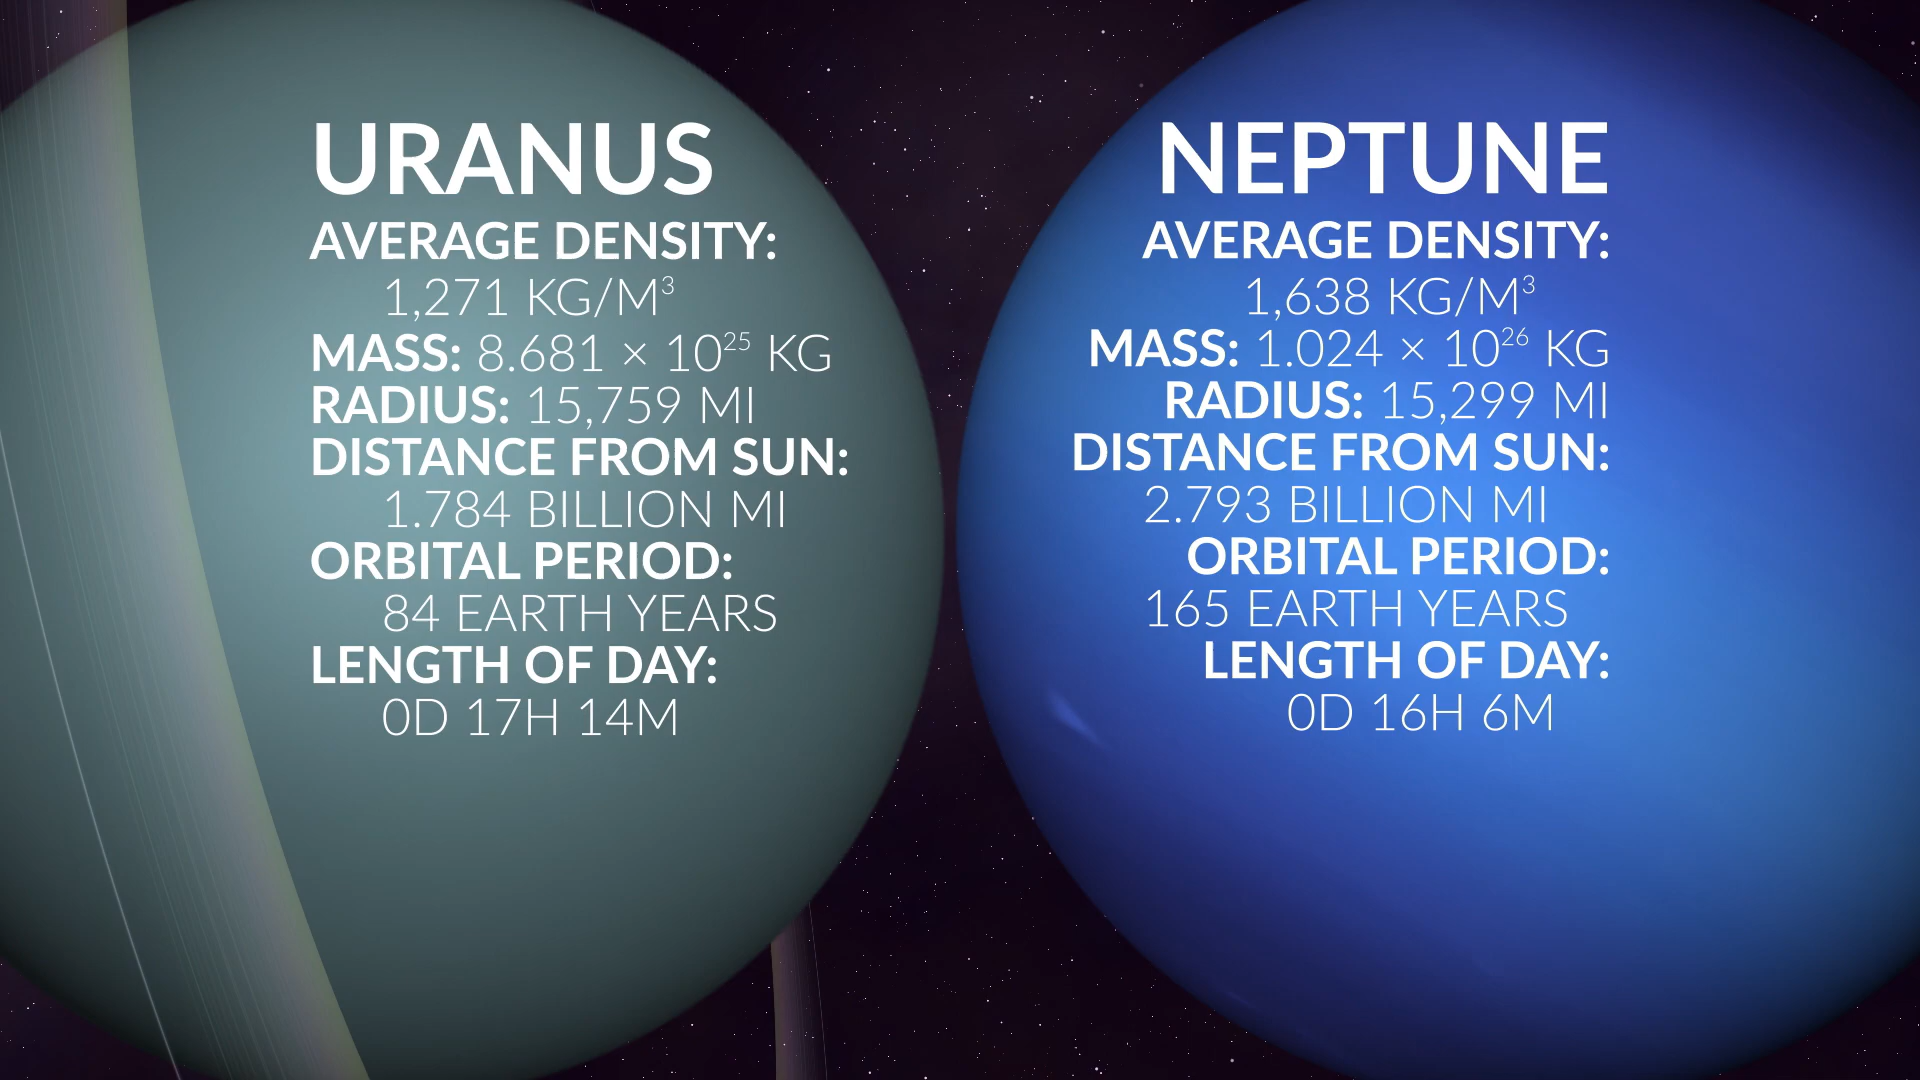 URANUS
AVERAGE DENSITY:
1,271 KG/M³
MASS: 8.681 × 10²⁵ KG
RADIUS: 15,759 MI
DISTANCE FROM SUN:
1.784 BILLION MI
ORBITAL PERIOD:
84 EARTH YEARS
LENGTH OF DAY:
0D 17H 14M
NEPTUNE
AVERAGE DENSITY:
1,638 KG/M³
MASS: 1.024 × 10²⁶ KG
RADIUS: 15,299 MI
DISTANCE FROM SUN:
2.793 BILLION MI
ORBITAL PERIOD:
165 EARTH YEARS
LENGTH OF DAY:
0D 16H 6M